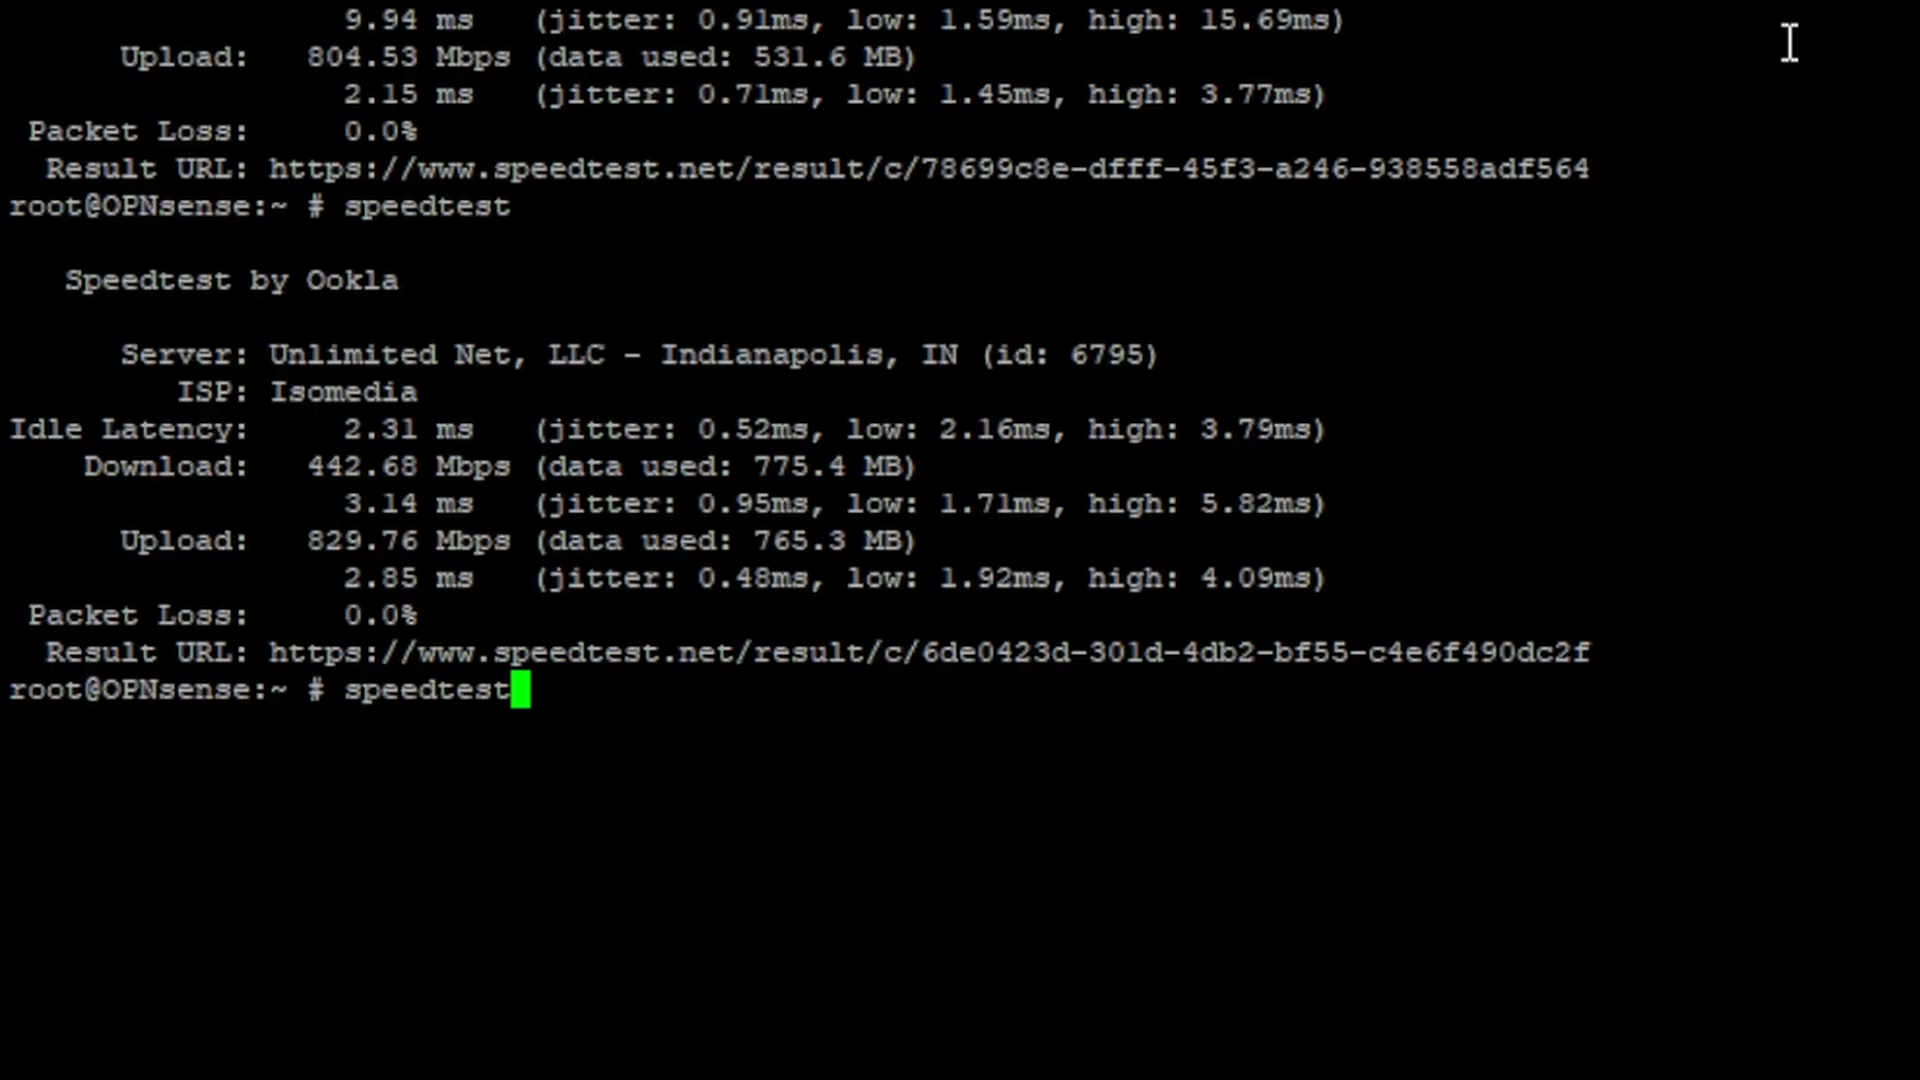 9.94 ms (jitter: 0.91ms, low: 1.59ms, high: 15.69ms)
Upload: 804.53 Mbps (data used: 531.6 MB)
2.15 ms (jitter: 0.71ms, low: 1.45ms, high: 3.77ms)
Packet Loss: 0.0%
Result URL: https://www.speedtest.net/result/c/78699c8e-dfff-45f3-a246-938558adf564
root@OPNsense:~ # speedtest
Speedtest by Ookla
Server: Unlimited Net, LLC - Indianapolis, IN (id: 6795)
ISP: Isomedia
Idle Latency: 2.31 ms (jitter: 0.52ms, low: 2.16ms, high: 3.79ms)
Download: 442.68 Mbps (data used: 775.4 MB)
3.14 ms (jitter: 0.95ms, low: 1.71ms, high: 5.82ms)
Upload: 829.76 Mbps (data used: 765.3 MB)
2.85 ms (jitter: 0.48ms, low: 1.92ms, high: 4.09ms)
Packet Loss: 0.0%
Result URL: https://www.speedtest.net/result/c/6de0423d-301d-4db2-bf55-c4e6f490dc2f
root@OPNsense:~ # speedtest